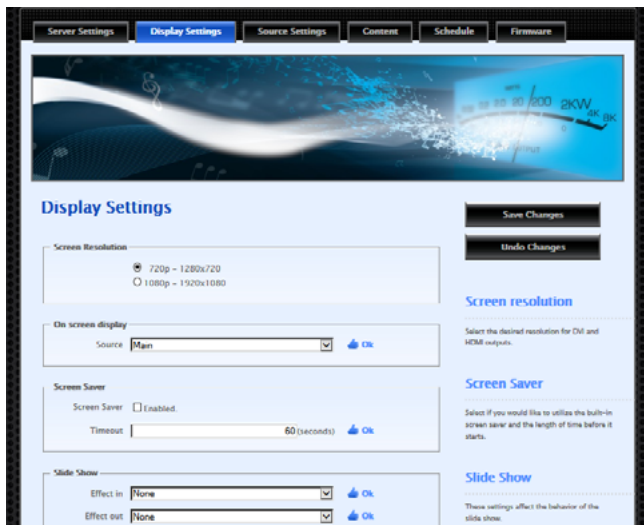 Server Settings
Display Settings
Source Settings
Content
Schedule
Firmware
200 2KW
4K
8K
Display Settings
Save Changes
Undo Changes
Screen Resolution
720p - 1280x720
1080p - 1920x1080
Screen resolution
Select the desired resolution for DVI and
HDMI outputs.
On screen display
Source Main Ok
Screen Saver
Screen Saver Enabled.
Timeout 60 (seconds) Ok
Screen Saver
Select if you would like to utilize the built-in
screen saver and the length of time before it
starts.
Slide Show
Effect in None Ok
Effect out None Ok
Slide Show
These settings affect the behavior of the
slide show.